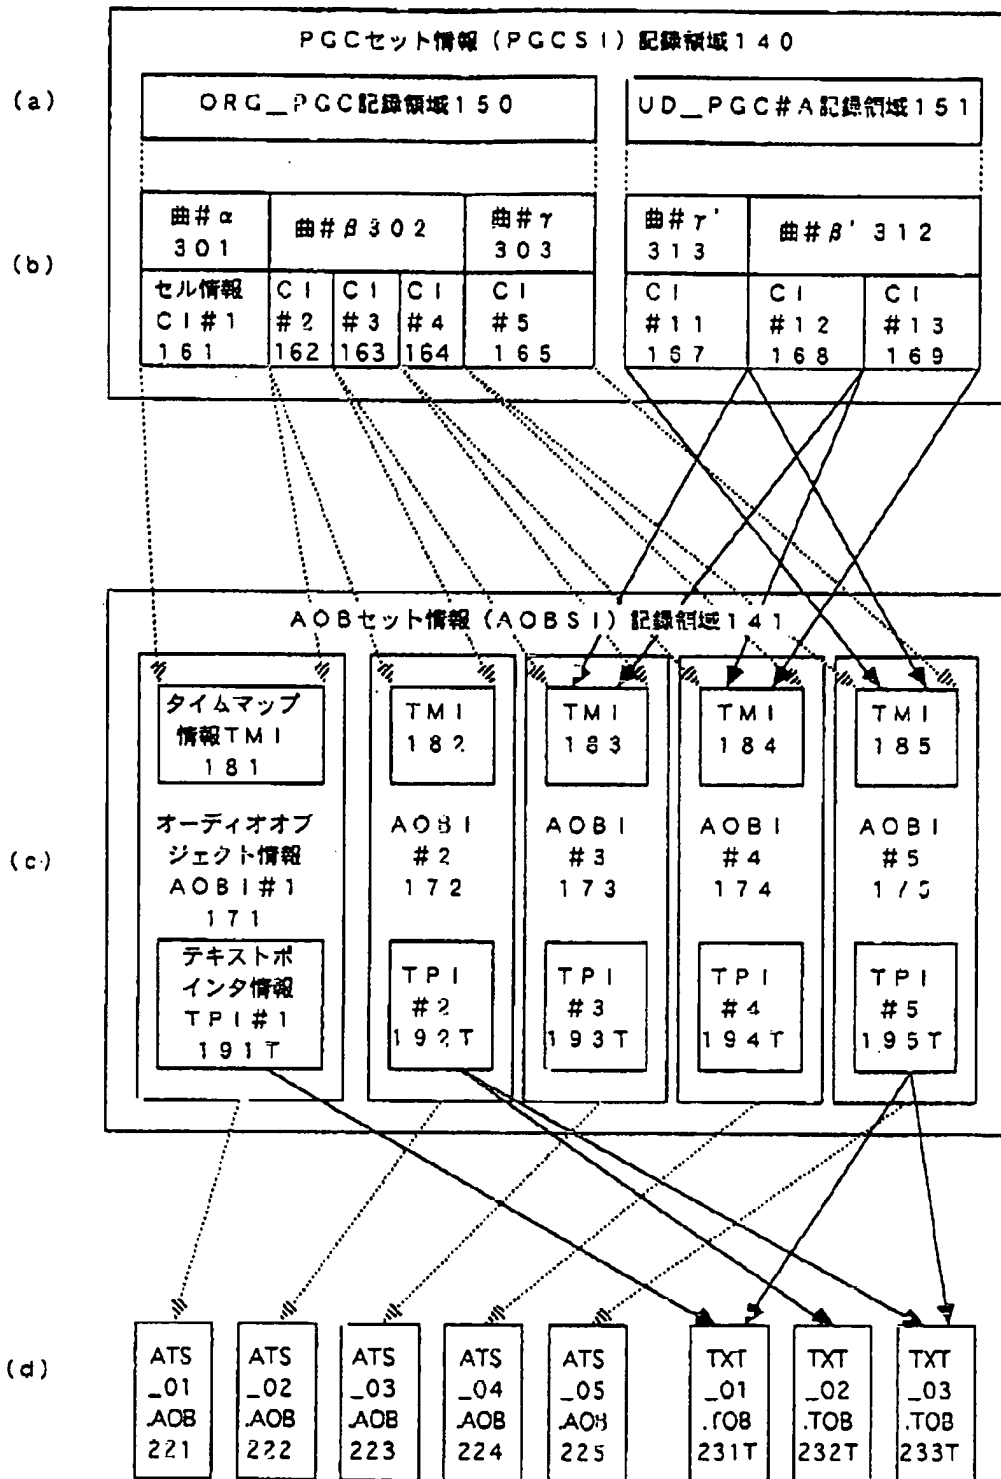 PGCセット情報(PGCSI)記録領域140
(a)
ORG_PGC記録領域150
UD_PGC#A記録領域151
(b)
曲#α
301
曲#β302
曲#γ
303
曲#γ'
313
曲#β'312
セル情報
CI#1
161
CI
#2
162
CI
#3
163
CI
#4
164
CI
#5
165
CI
#11
167
CI
#12
168
CI
#13
169
AOBセット情報(AOBSI)記録領域141
(c)
タイムマップ
情報TMI
181
TMI
182
TMI
183
TMI
184
TMI
185
オーディオオブ
ジェクト情報
AOBI#1
171
AOBI
#2
172
AOBI
#3
173
AOBI
#4
174
AOBI
#5
175
テキストポ
インタ情報
TPI#1
191T
TPI
#2
192T
TPI
#3
193T
TPI
#4
194T
TPI
#5
195T
(d)
ATS
_01
.AOB
221
ATS
_02
.AOB
222
ATS
_03
.AOB
223
ATS
_04
.AOB
224
ATS
_05
.AOB
225
TXT
_01
.TOB
231T
TXT
_02
.TOB
232T
TXT
_03
.TOB
233T